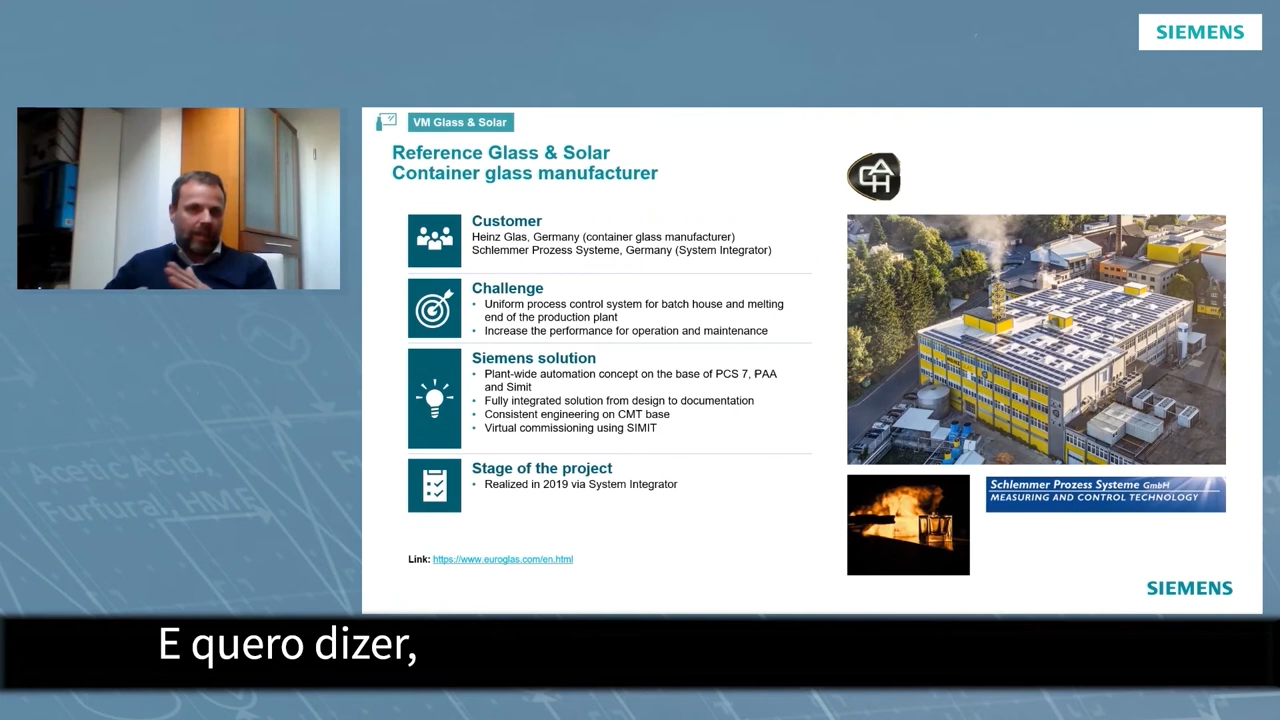 SIEMENS
VM Glass & Solar
Reference Glass & Solar
Container glass manufacturer
Customer
Heinz Glas, Germany (container glass manufacturer)
Schlemmer Prozess Systeme, Germany (System Integrator)
Challenge
• Uniform process control system for batch house and melting
end of the production plant
• Increase the performance for operation and maintenance
Siemens solution
• Plant-wide automation concept on the base of PCS 7, PAA
and Simit
• Fully integrated solution from design to documentation
• Consistent engineering on CMT base
• Virtual commissioning using SIMIT
Stage of the project
• Realized in 2019 via System Integrator
Link: https://www.euroglas.com/en.html
Schlemmer Prozess Systeme GmbH
MEASURING AND CONTROL TECHNOLOGY
SIEMENS
Acetic Acid,
Furfural, HMF
E quero dizer,